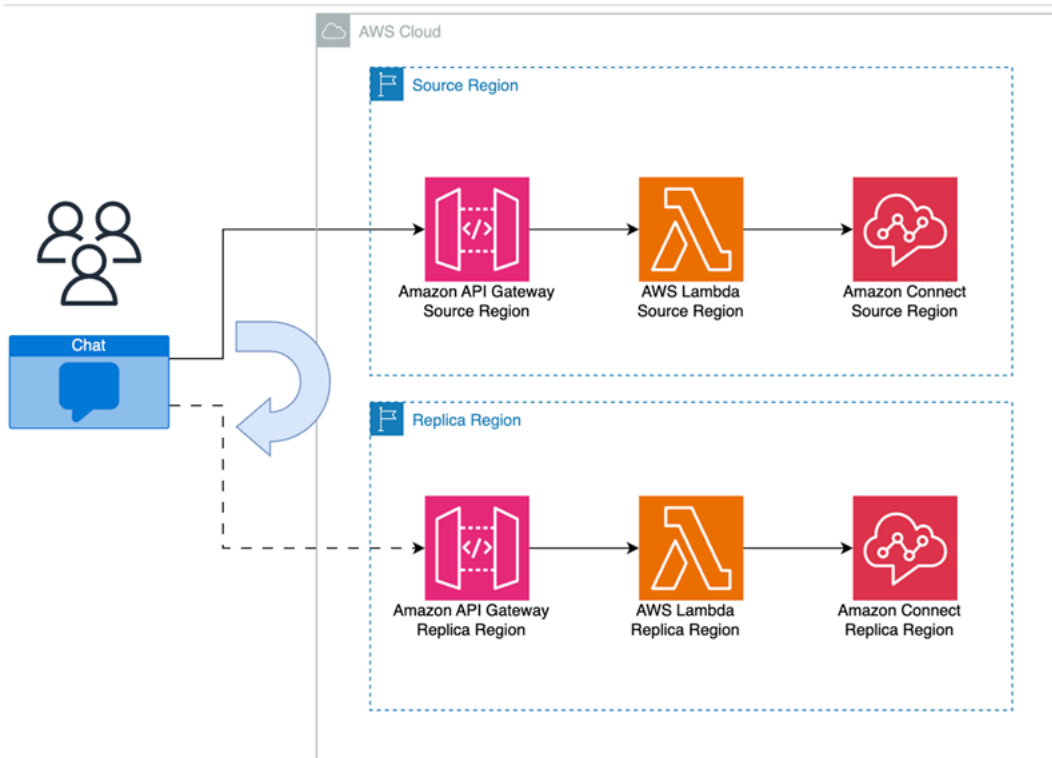 AWS Cloud
Source Region
</>
Amazon API Gateway
Source Region
AWS Lambda
Source Region
Amazon Connect
Source Region
Chat
Replica Region
</>
Amazon API Gateway
Replica Region
AWS Lambda
Replica Region
Amazon Connect
Replica Region